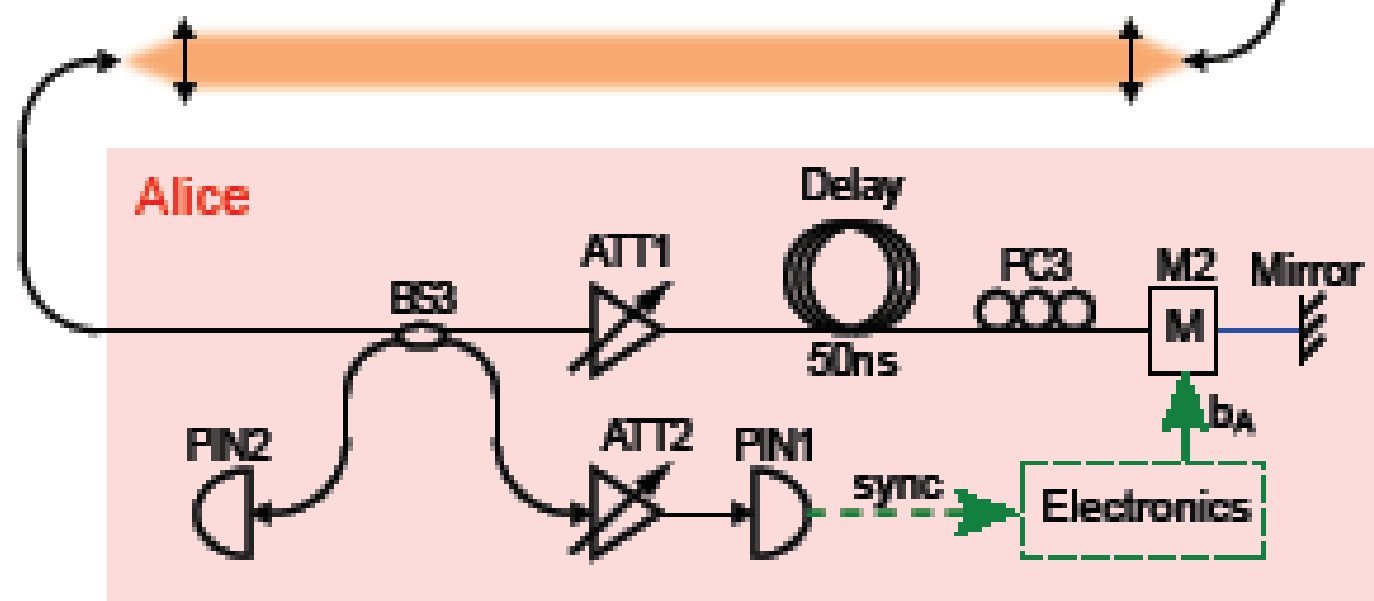 Alice
Delay
ATT1
PC3
M2
Mirror
BS3
M
50ns
bA
PIN2
ATT2
PIN1
sync
Electronics